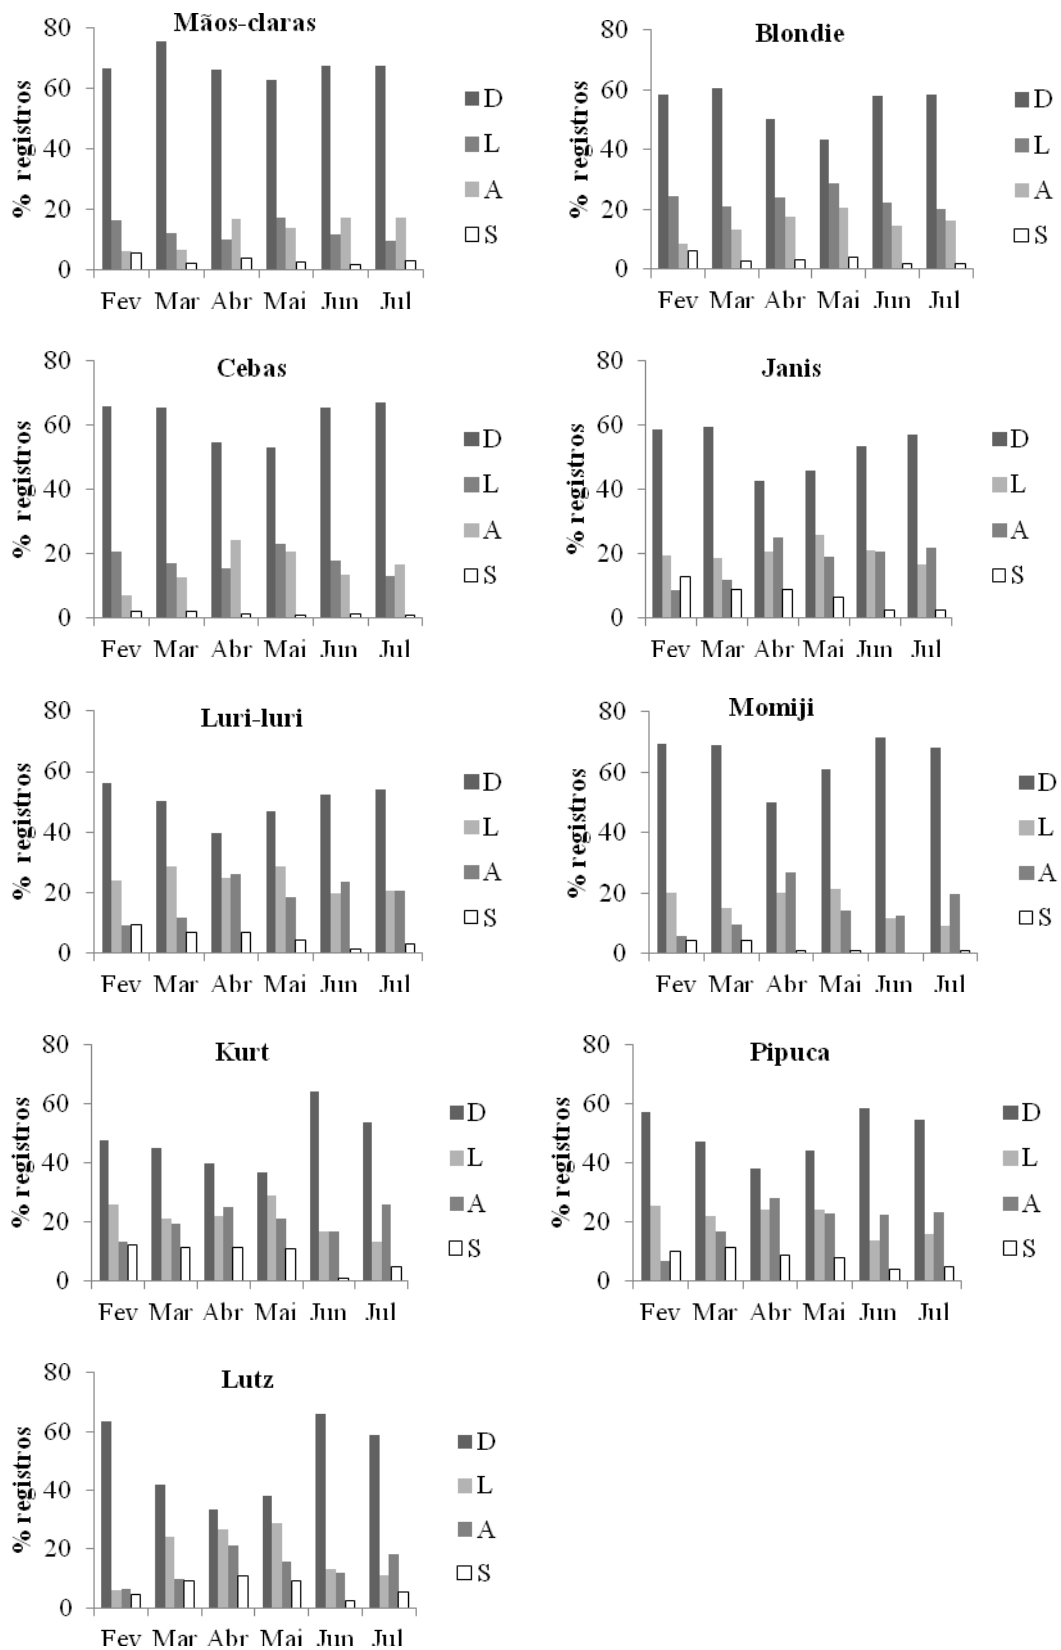 Mãos-claras
% registros
80
60
40
20
0
Fev Mar Abr Mai Jun Jul
D
L
A
S
Blondie
% registros
80
60
40
20
0
Fev Mar Abr Mai Jun Jul
D
L
A
S
Cebas
% registros
80
60
40
20
0
Fev Mar Abr Mai Jun Jul
D
L
A
S
Janis
% registros
80
60
40
20
0
Fev Mar Abr Mai Jun Jul
D
L
A
S
Luri-luri
% registros
80
60
40
20
0
Fev Mar Abr Mai Jun Jul
D
L
A
S
Momiji
% registros
80
60
40
20
0
Fev Mar Abr Mai Jun Jul
D
L
A
S
Kurt
% registros
80
60
40
20
0
Fev Mar Abr Mai Jun Jul
D
L
A
S
Pipuca
% registros
80
60
40
20
0
Fev Mar Abr Mai Jun Jul
D
L
A
S
Lutz
% registros
80
60
40
20
0
Fev Mar Abr Mai Jun Jul
D
L
A
S